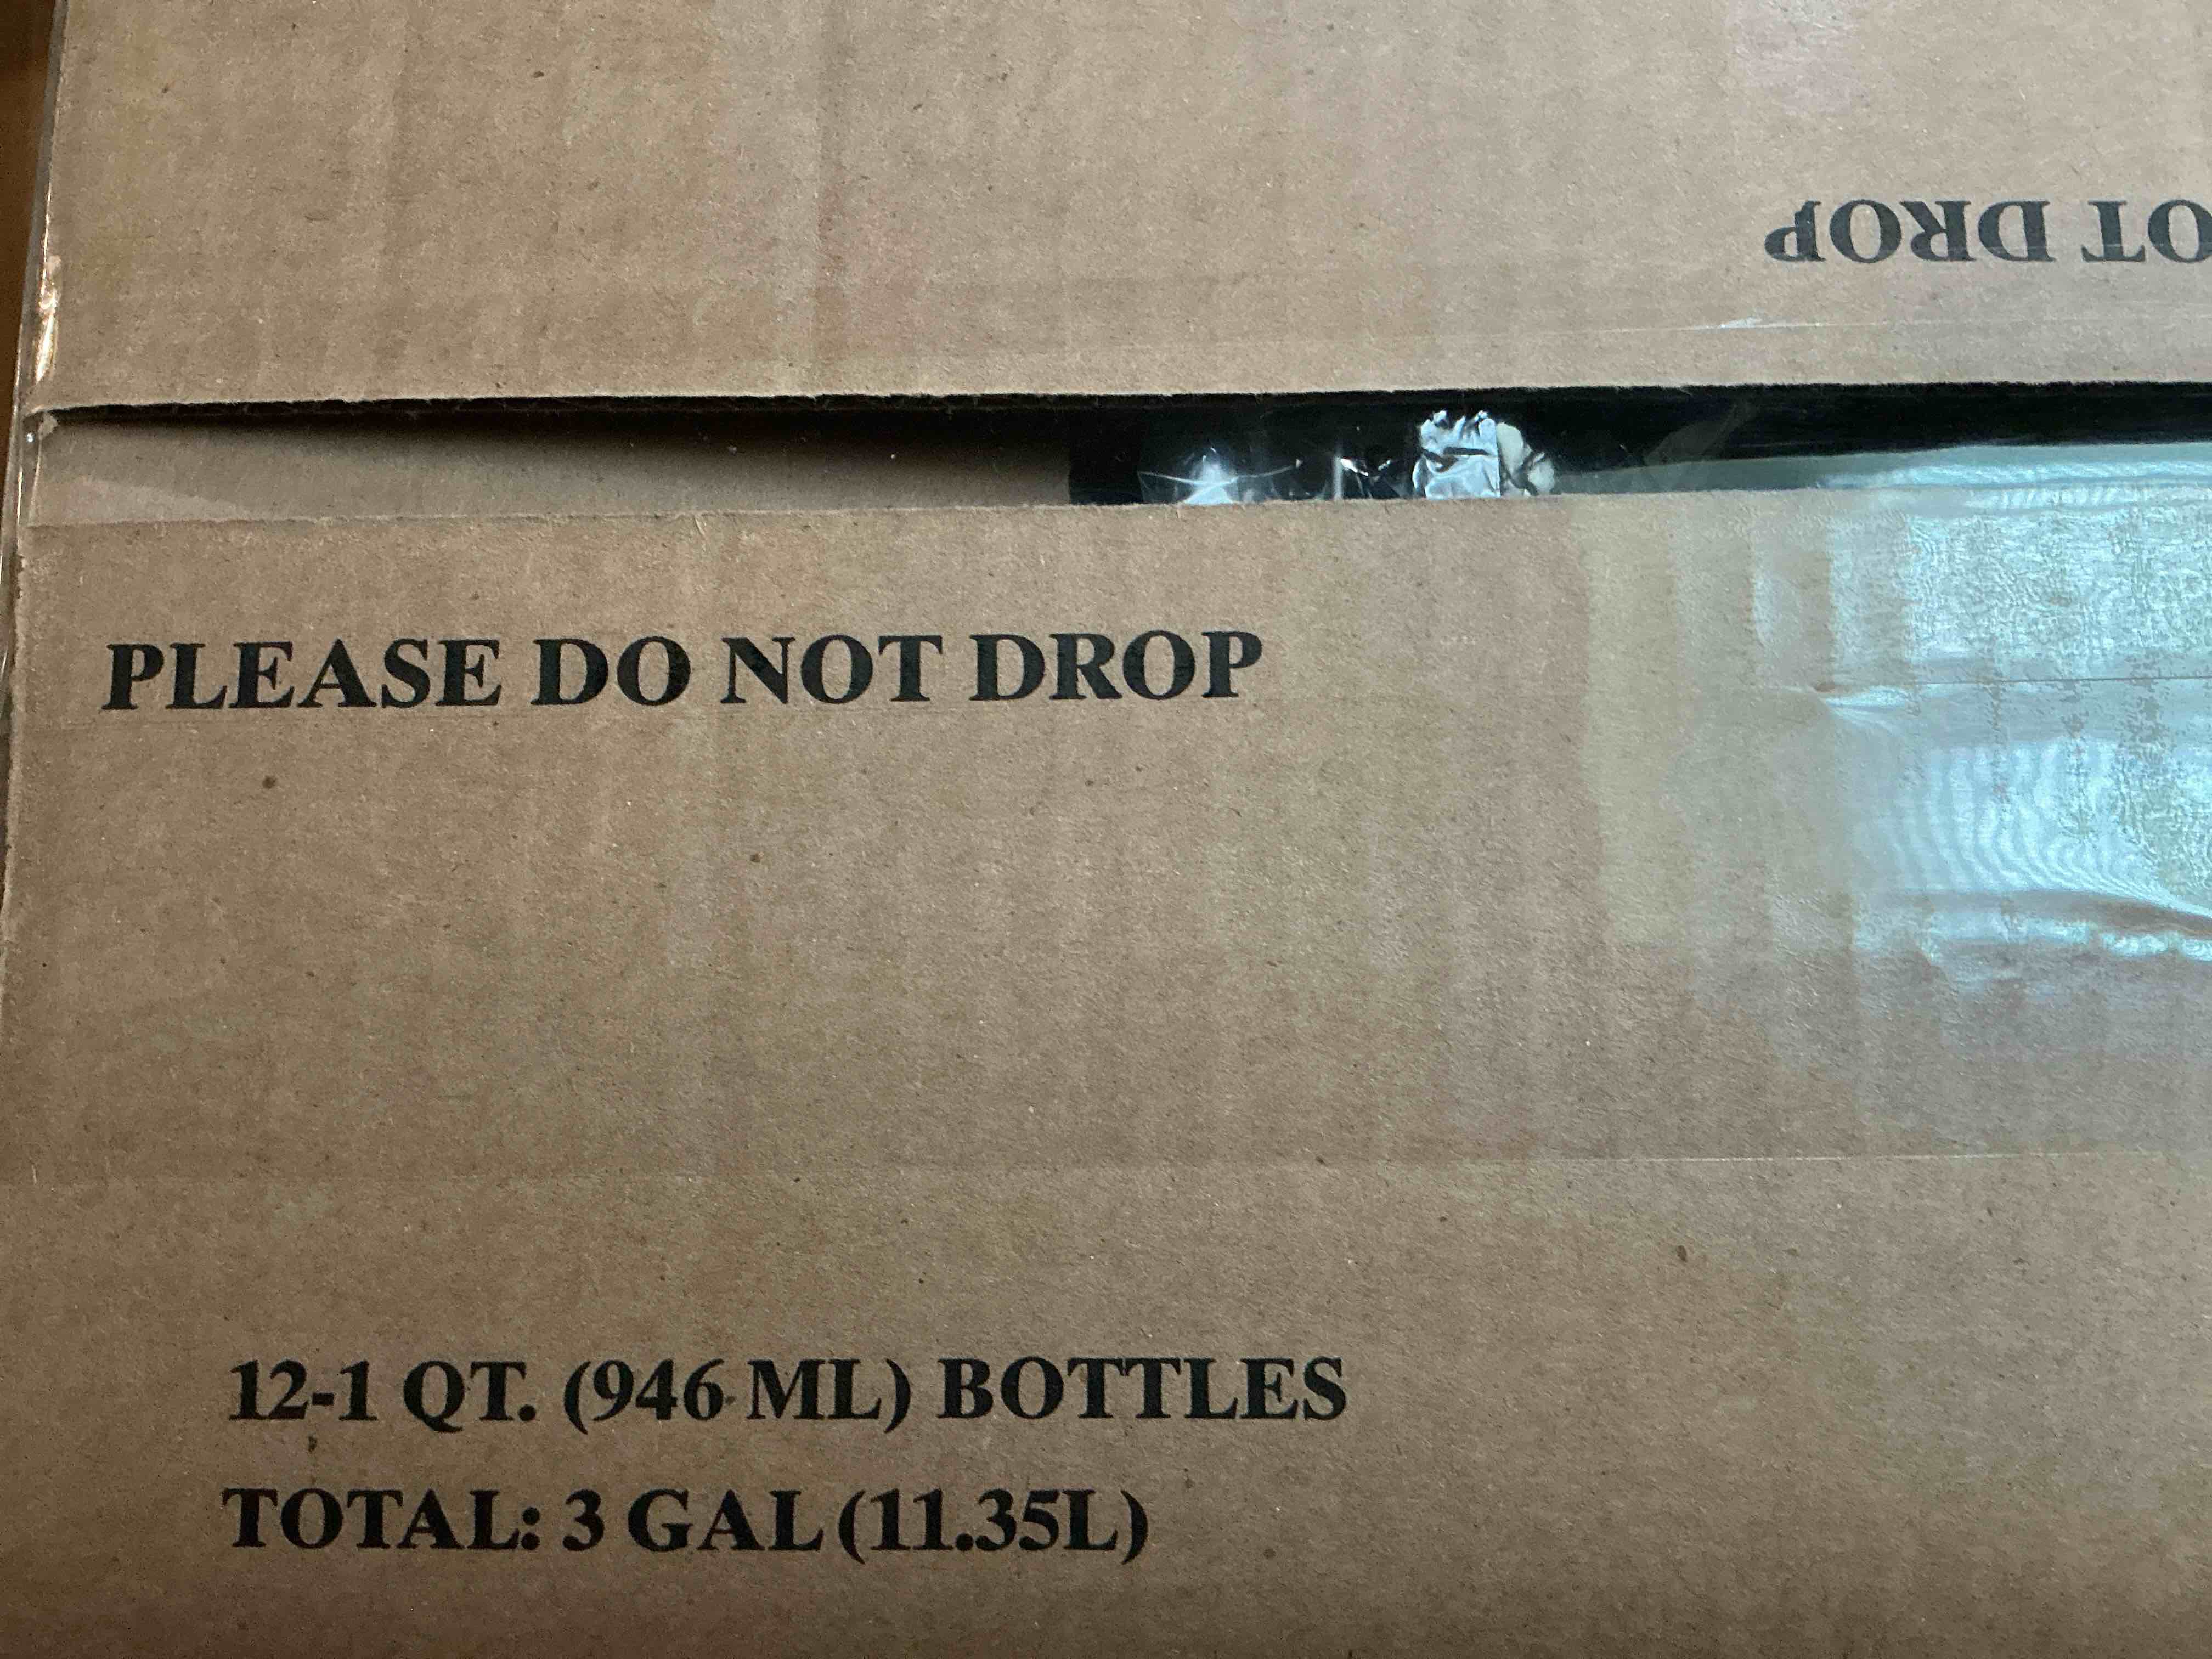 OT DROP
PLEASE DO NOT DROP
12-1 QT. (946 ML) BOTTLES
TOTAL: 3 GAL (11.35L)